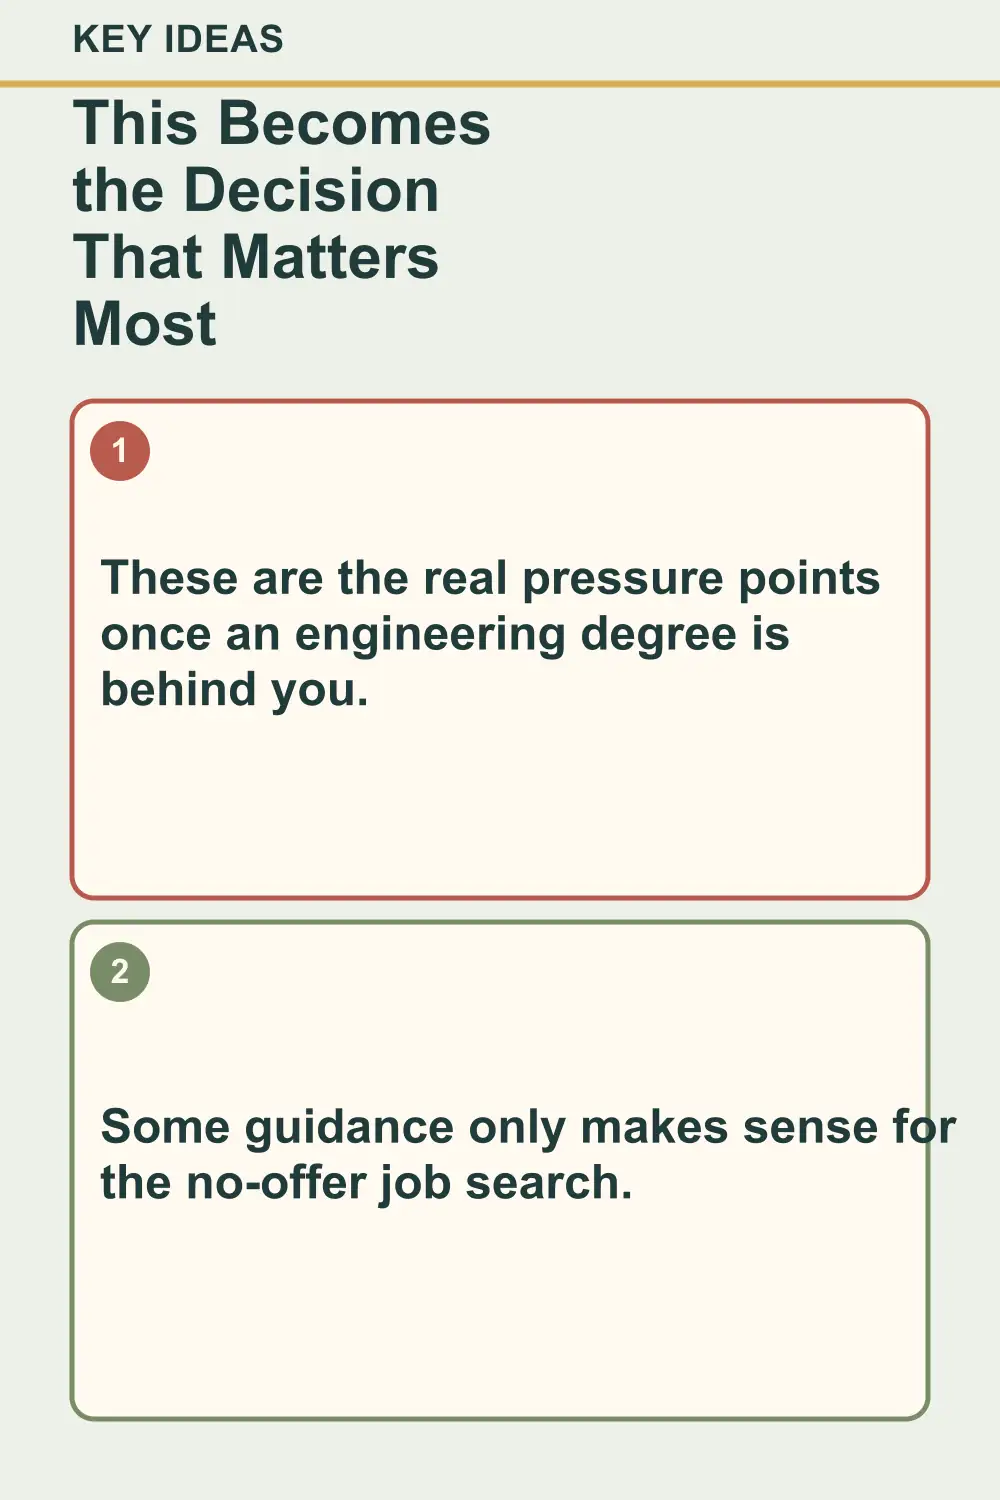 KEY IDEAS
This Becomes
the Decision
That Matters
Most
1
These are the real pressure points
once an engineering degree is
behind you.
2
Some guidance only makes sense for
the no-offer job search.